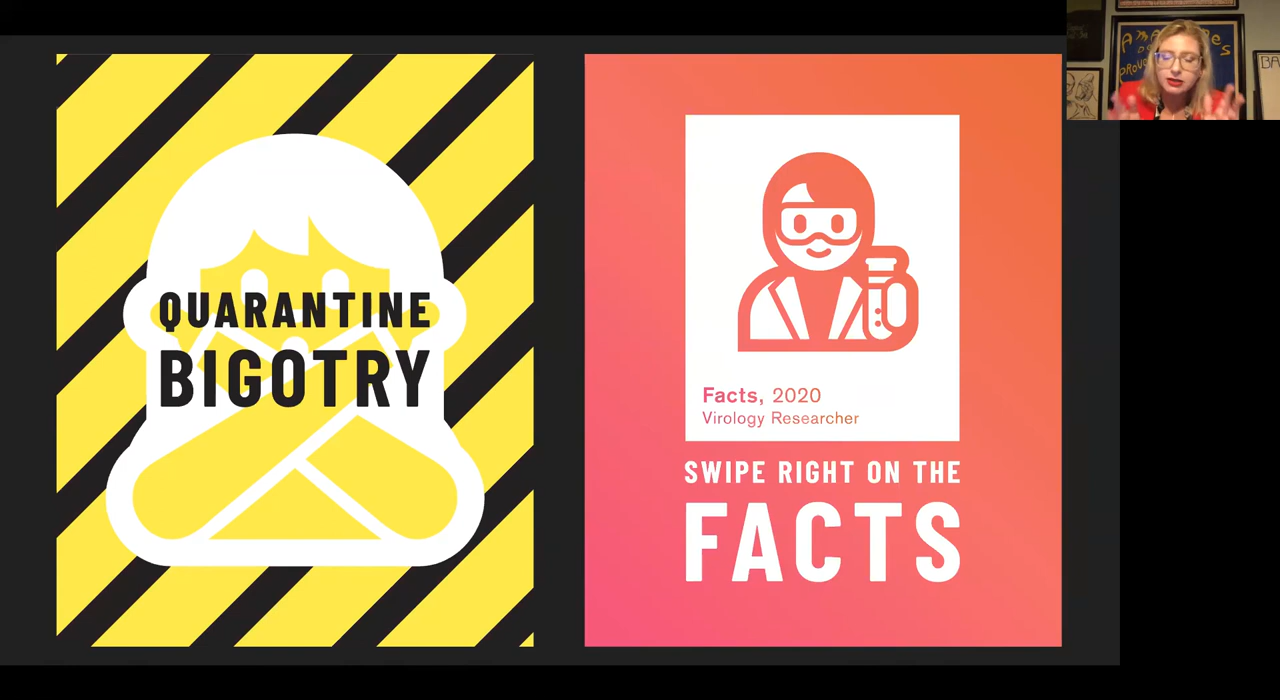 QUARANTINE
BIGOTRY
Facts, 2020
Virology Researcher
SWIPE RIGHT ON THE
FACTS